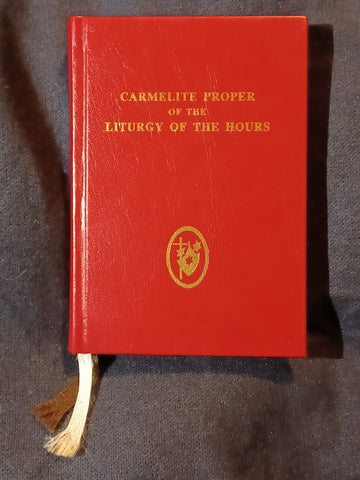 CARMELITE PROPER
OF THE
LITURGY OF THE HOURS